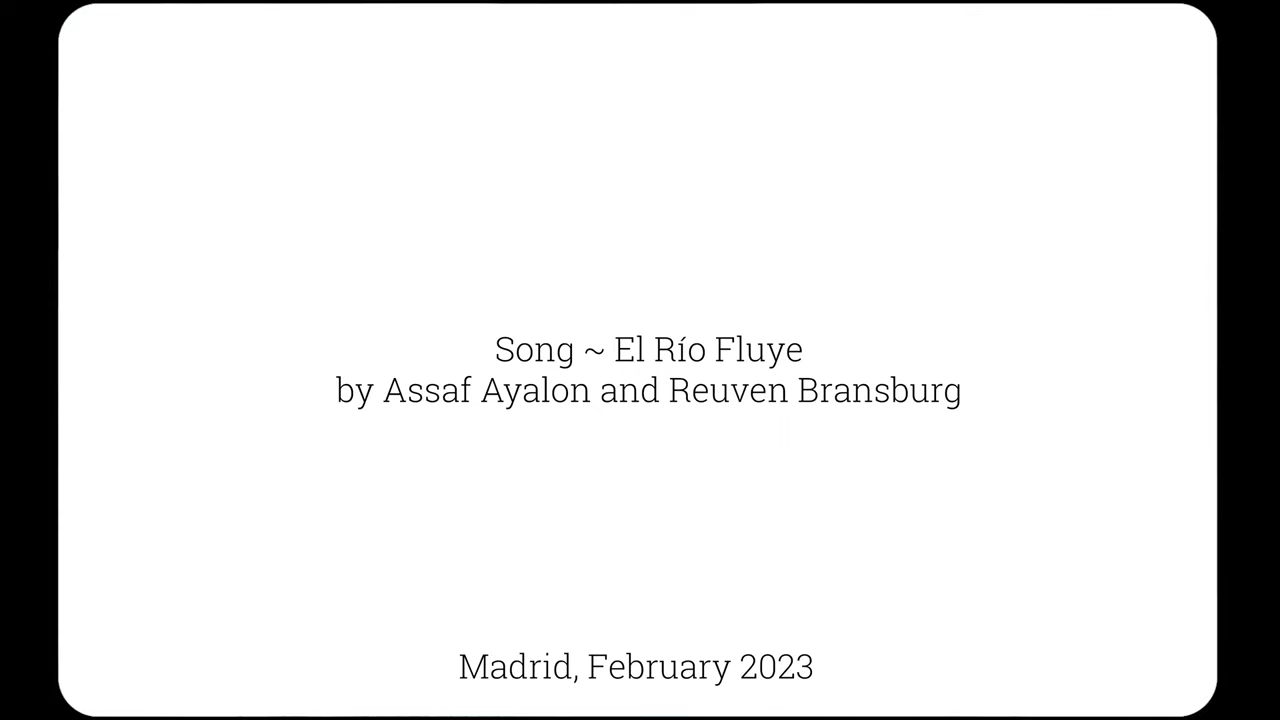 Song ~ El Río Fluye
by Assaf Ayalon and Reuven Bransburg
Madrid, February 2023